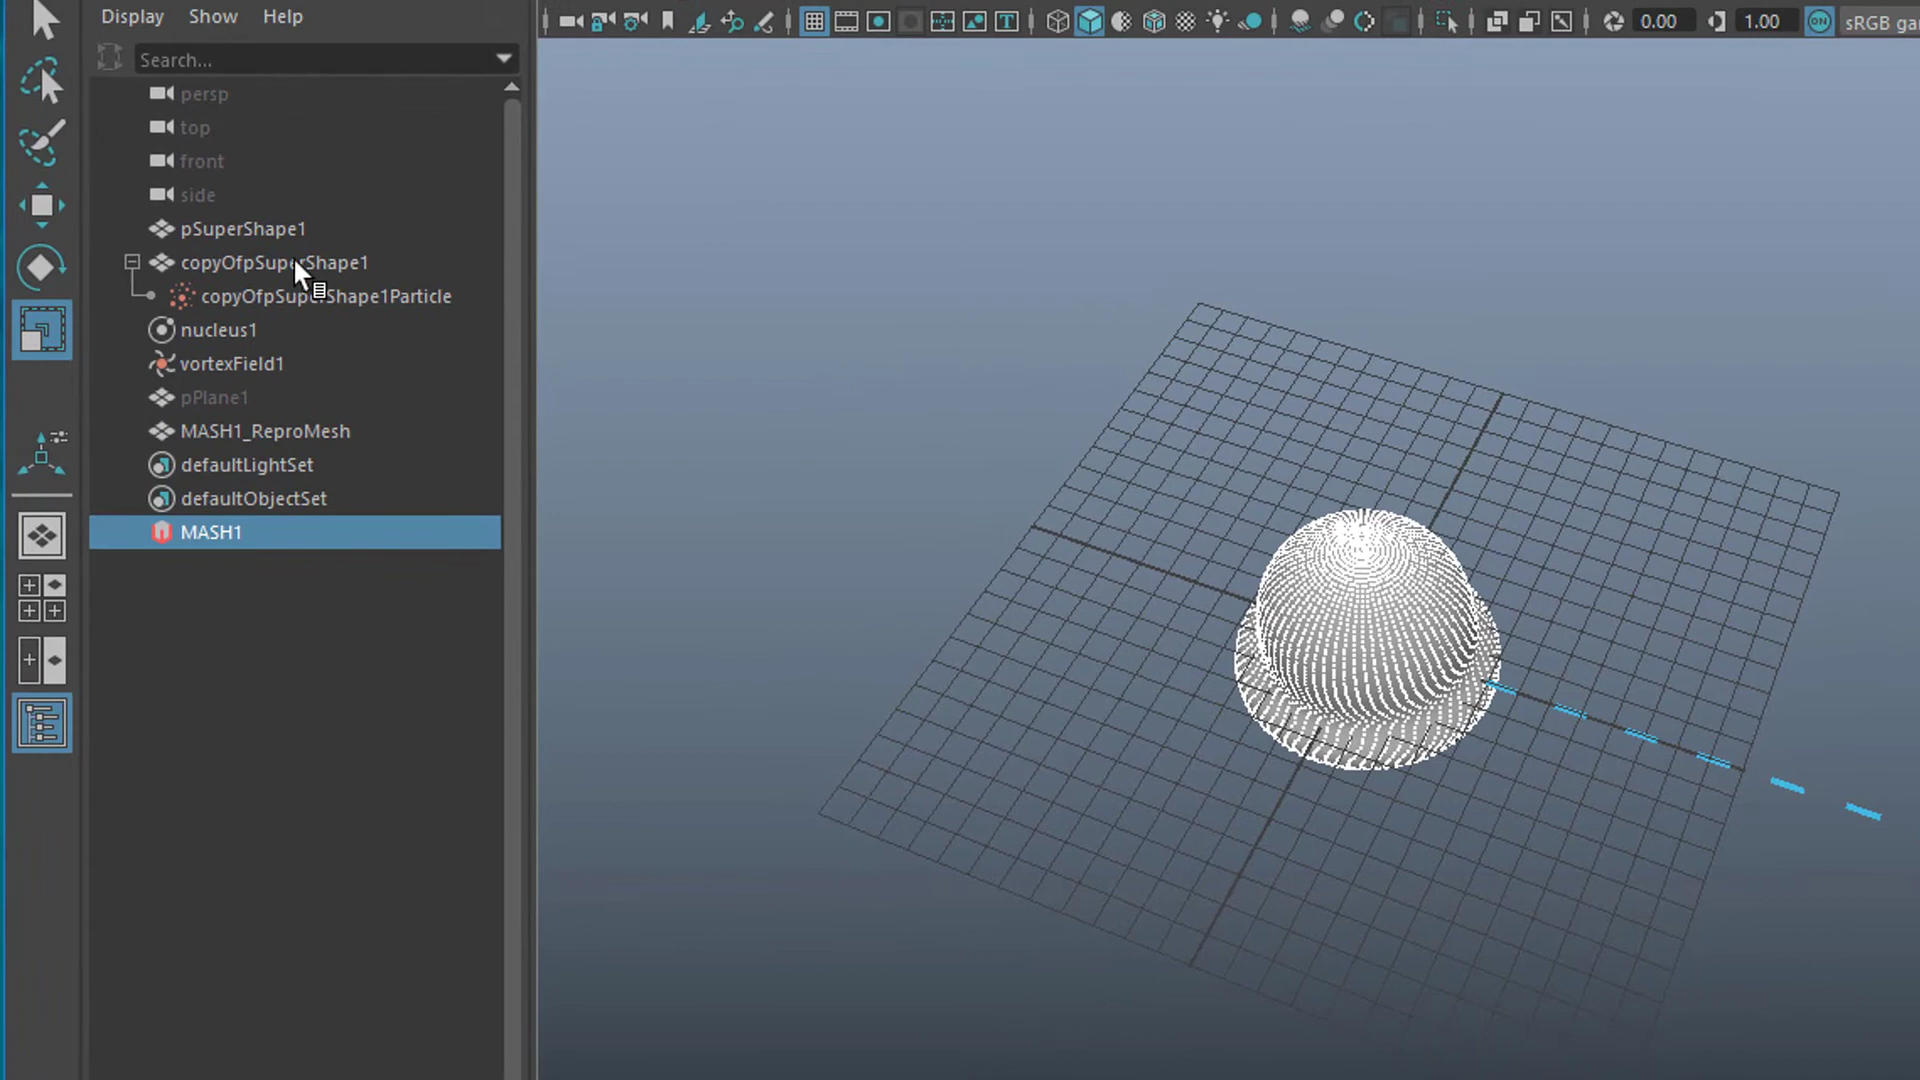 Display Show Help
0.00 1.00 ON sRGB ga
Search...
persp
top
front
side
pSuperShape1
copyOfpSuperShape1
copyOfpSuperShape1Particle
nucleus1
vortexField1
pPlane1
MASH1_ReproMesh
defaultLightSet
defaultObjectSet
MASH1